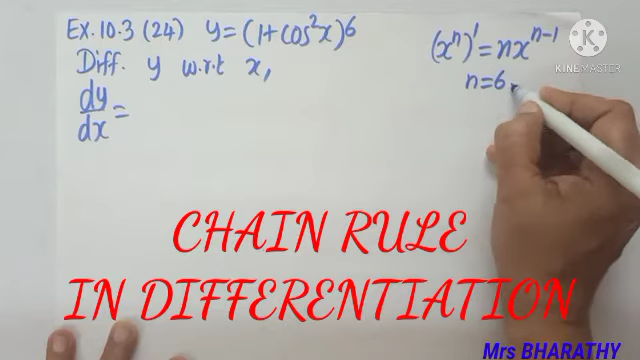 Ex. 10.3 (24) y = (1 + cos²x)⁶
Diff. y w.r.t x,
dy/dx =
(xⁿ)' = nxⁿ⁻¹
n = 6
K
KINEMASTER
CHAIN RULE
IN DIFFERENTIATION
Mrs BHARATHY